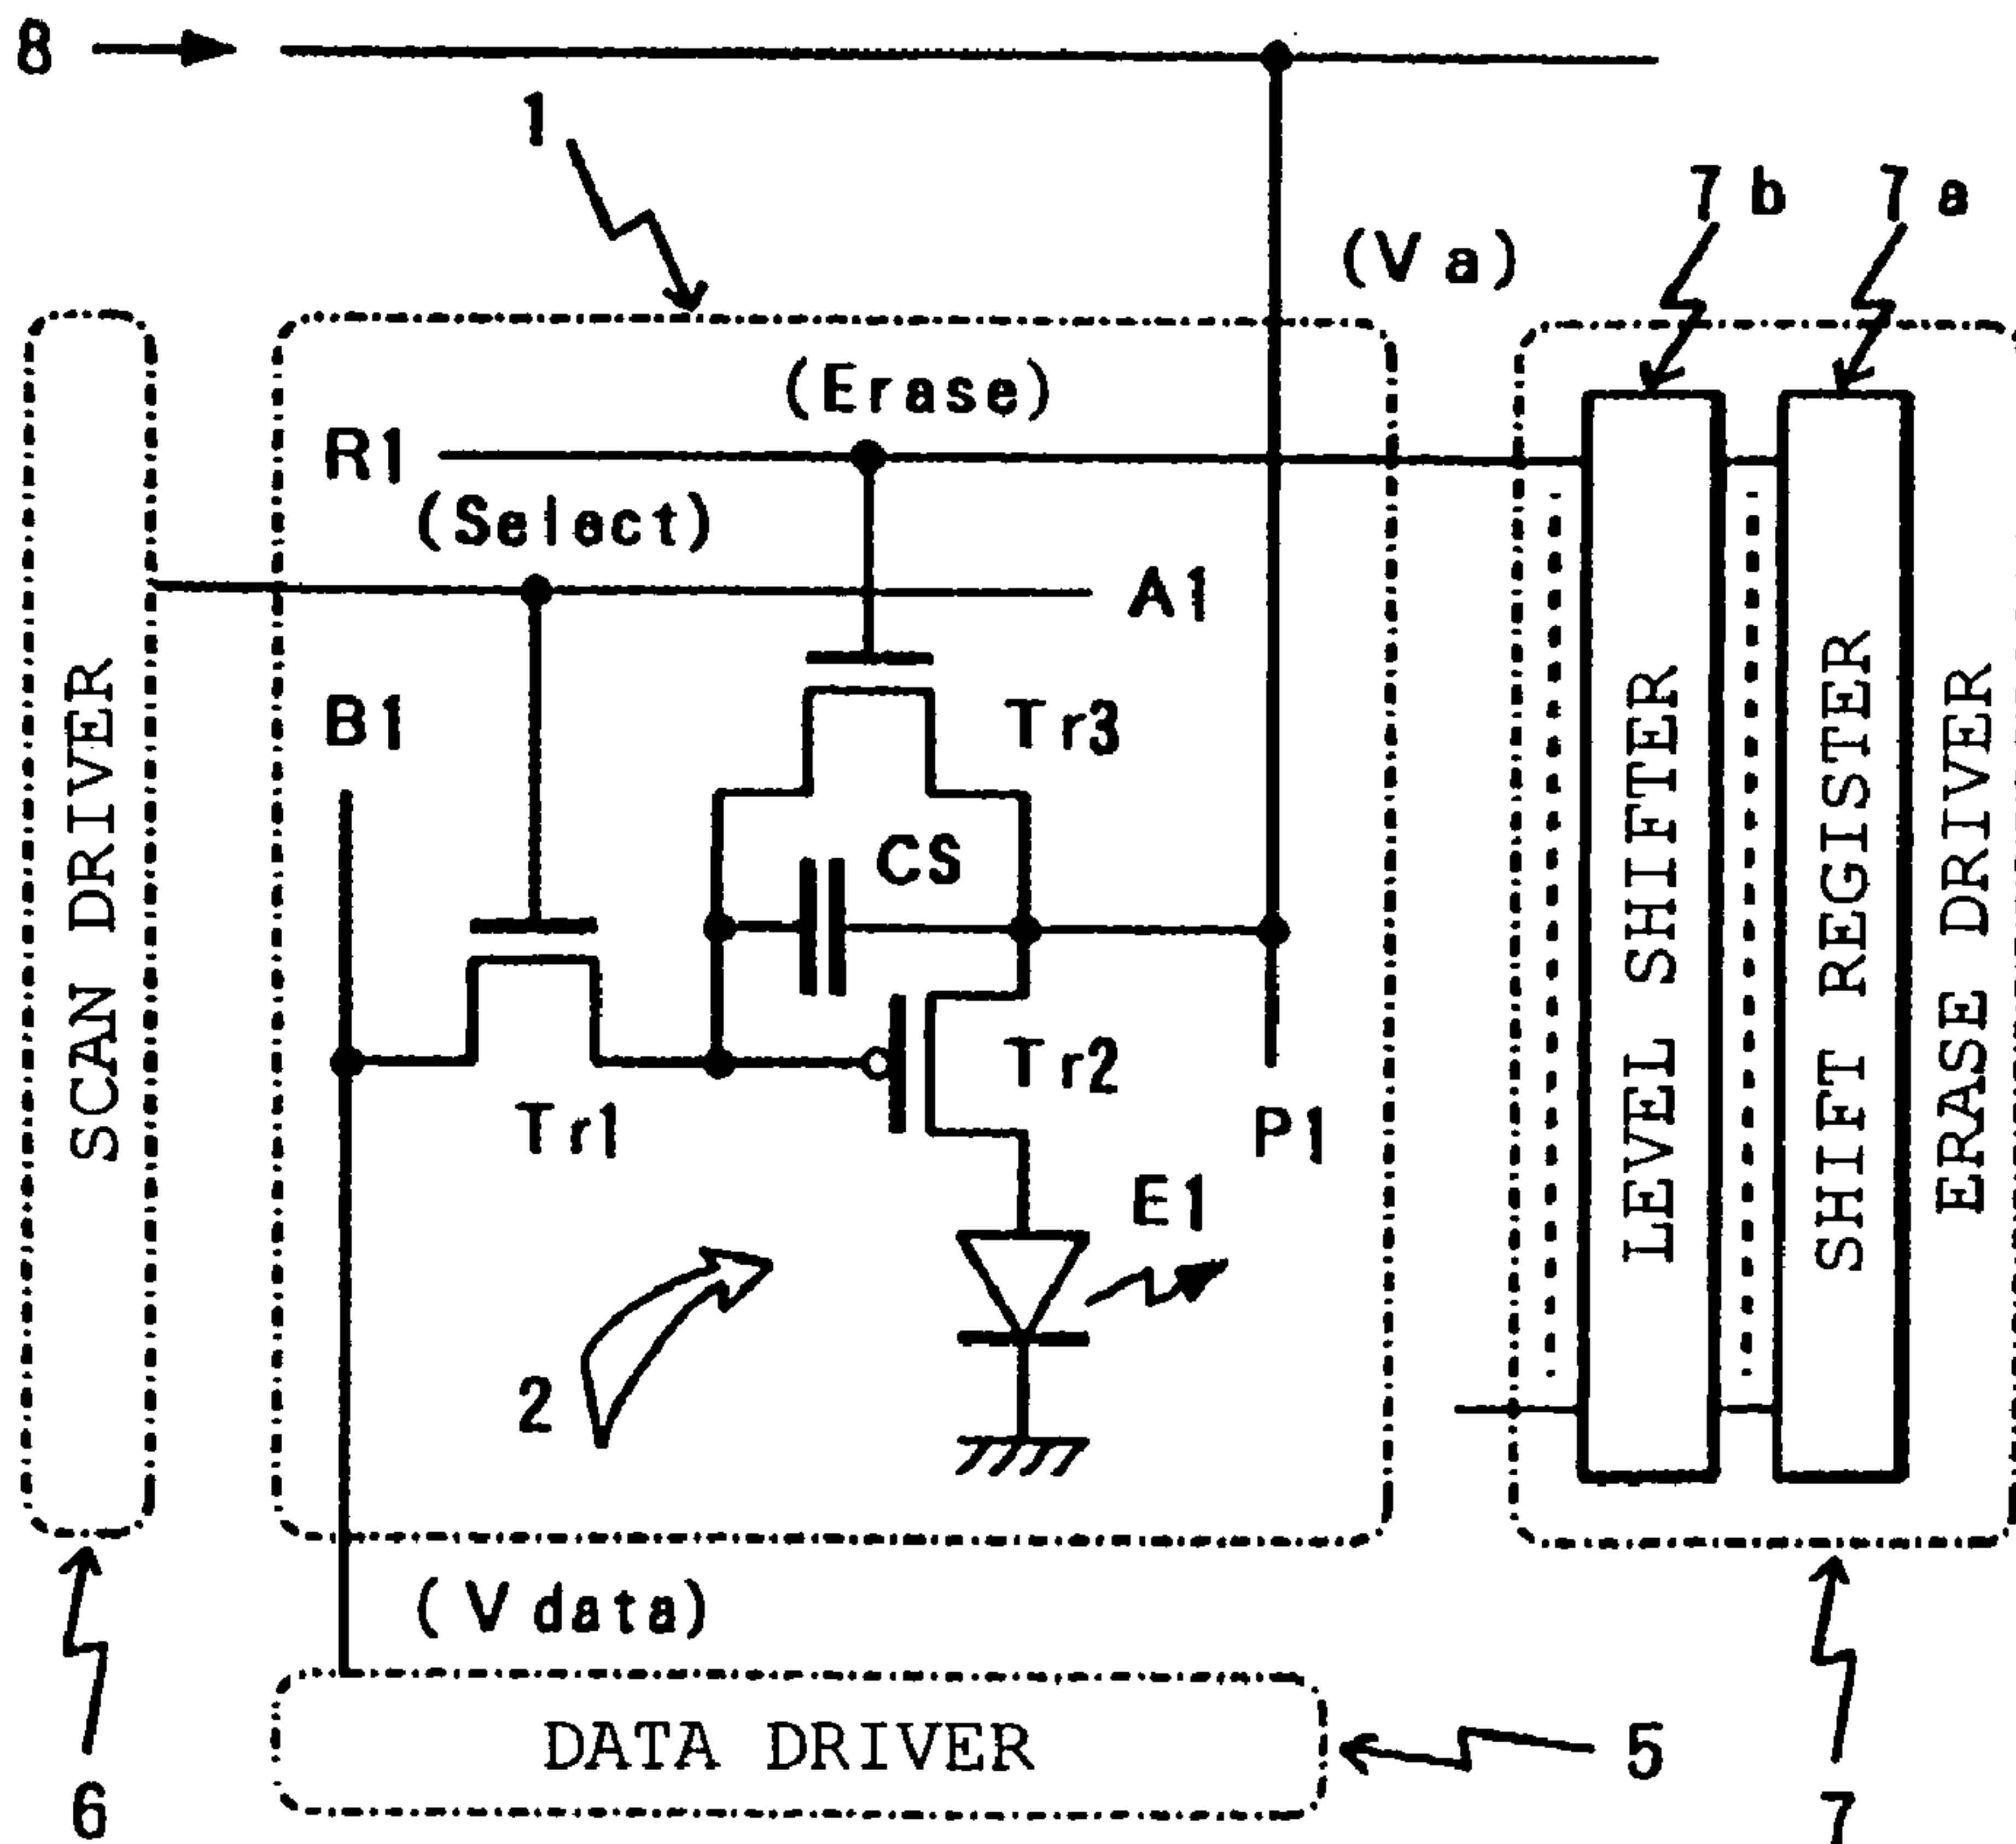 8
1
7b
7a
(Va)
(Erase)
R1
(Select)
A1
B1
Tr3
CS
Tr2
Tr1
P1
E1
2
SCAN DRIVER
LEVEL SHIFTER
SHIFT REGISTER
ERASE DRIVER
(Vdata)
DATA DRIVER
5
6
7